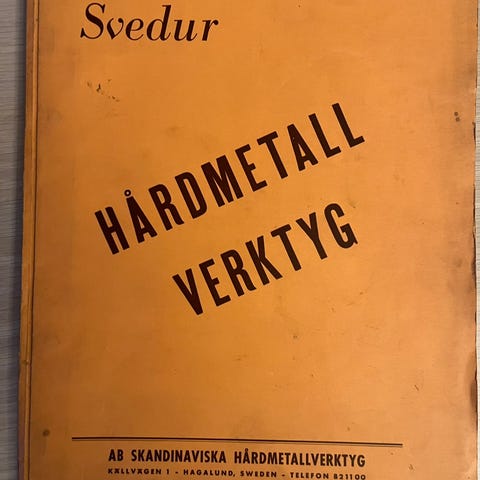 Svedur
HÅRDMETALL
VERKTYG
AB SKANDINAVISKA HÅRDMETALLVERKTYG
KÄLLVÄGEN 1 - HAGALUND, SWEDEN - TELEFON 821100